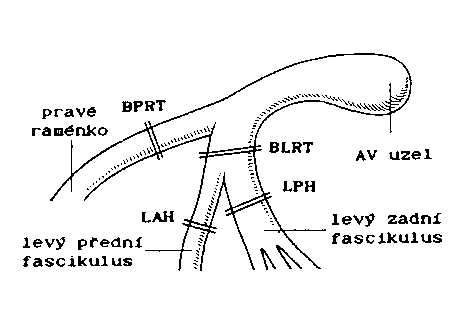 BPRT
pravé
raménko
BLRT
AV uzel
LPH
LAH
levý zadní
fascikulus
levý přední
fascikulus